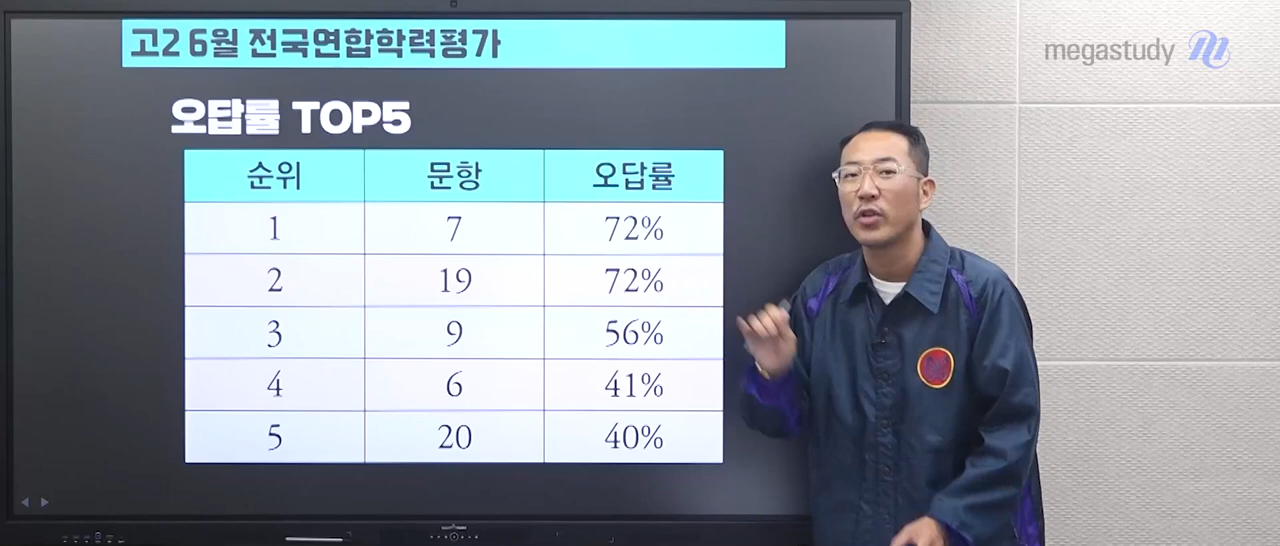 고2 6월 전국연합학력평가
megastudy
오답률 TOP5
순위 문항 오답률
1 7 72%
2 19 72%
3 9 56%
4 6 41%
5 20 40%